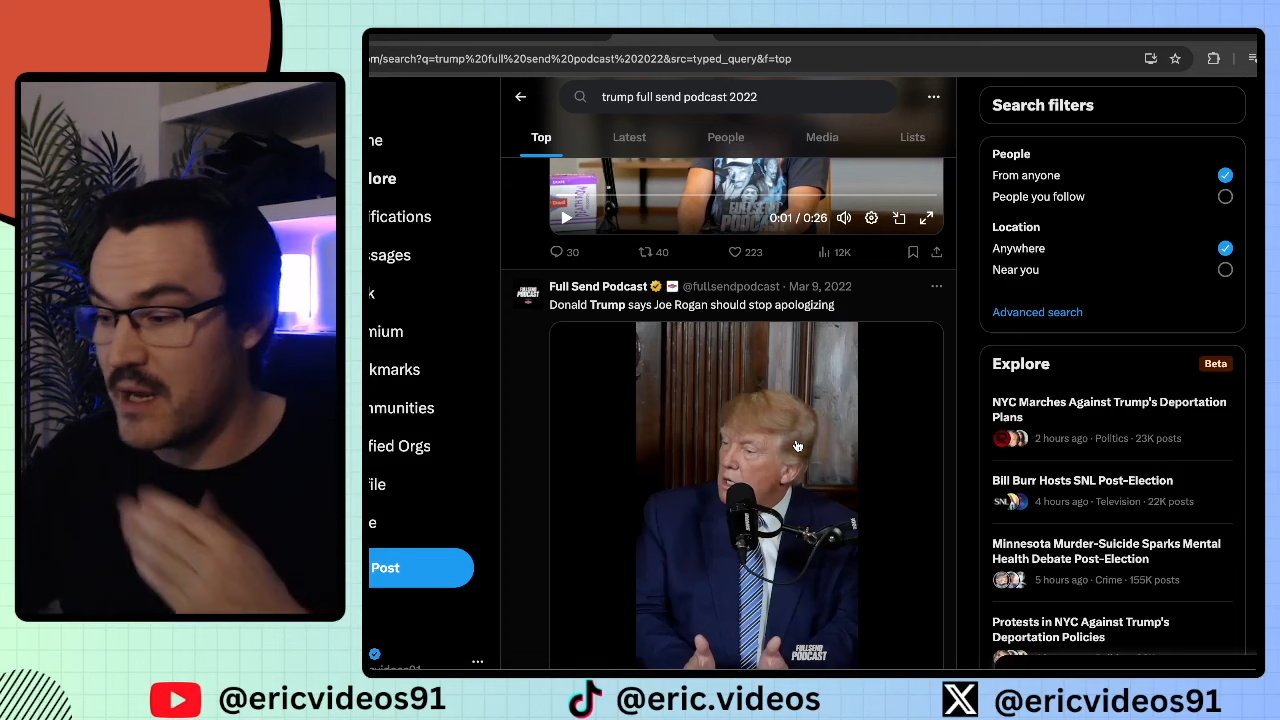 om/search?q=trump%20full%20send%20podcast%202022&src=typed_query&f=top
trump full send podcast 2022
Top
Latest
People
Media
Lists
me
lore
ifications
ssages
k
mium
kmarks
nmunities
fied Orgs
file
e
Post
0:01 / 0:26
30
40
223
12K
FULL SEND
PODCAST
Full Send Podcast @fullsendpodcast · Mar 9, 2022
Donald Trump says Joe Rogan should stop apologizing
FULLSEND
PODCAST
Search filters
People
From anyone
People you follow
Location
Anywhere
Near you
Advanced search
Explore
Beta
NYC Marches Against Trump's Deportation
Plans
2 hours ago · Politics · 23K posts
Bill Burr Hosts SNL Post-Election
4 hours ago · Television · 22K posts
Minnesota Murder-Suicide Sparks Mental
Health Debate Post-Election
5 hours ago · Crime · 155K posts
Protests in NYC Against Trump's
Deportation Policies
@ericvideos91
@eric.videos
@ericvideos91